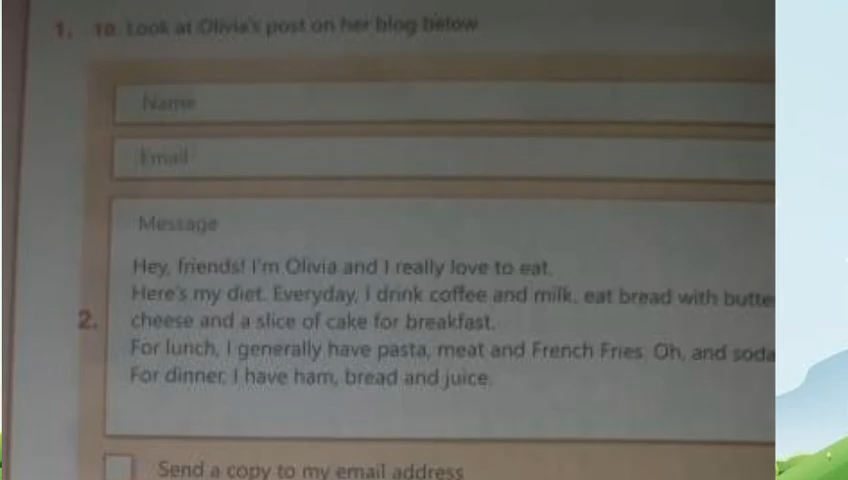 1. 10. Look at Olivia's post on her blog below
Name
Email
Message
Hey, friends! I'm Olivia and I really love to eat.
Here's my diet. Everyday, I drink coffee and milk, eat bread with butte
2. cheese and a slice of cake for breakfast.
For lunch, I generally have pasta, meat and French Fries. Oh, and soda
For dinner, I have ham, bread and juice.
Send a copy to my email address